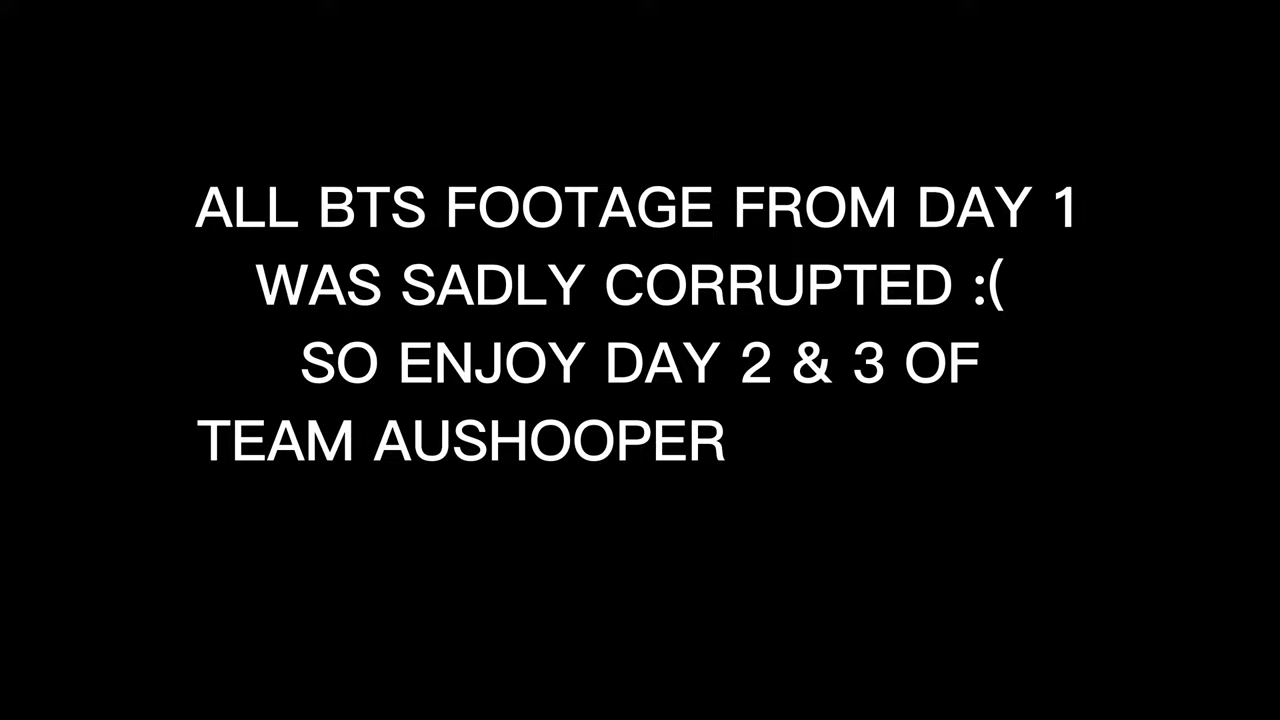 ALL BTS FOOTAGE FROM DAY 1
WAS SADLY CORRUPTED :(
SO ENJOY DAY 2 & 3 OF
TEAM AUSHOOPER